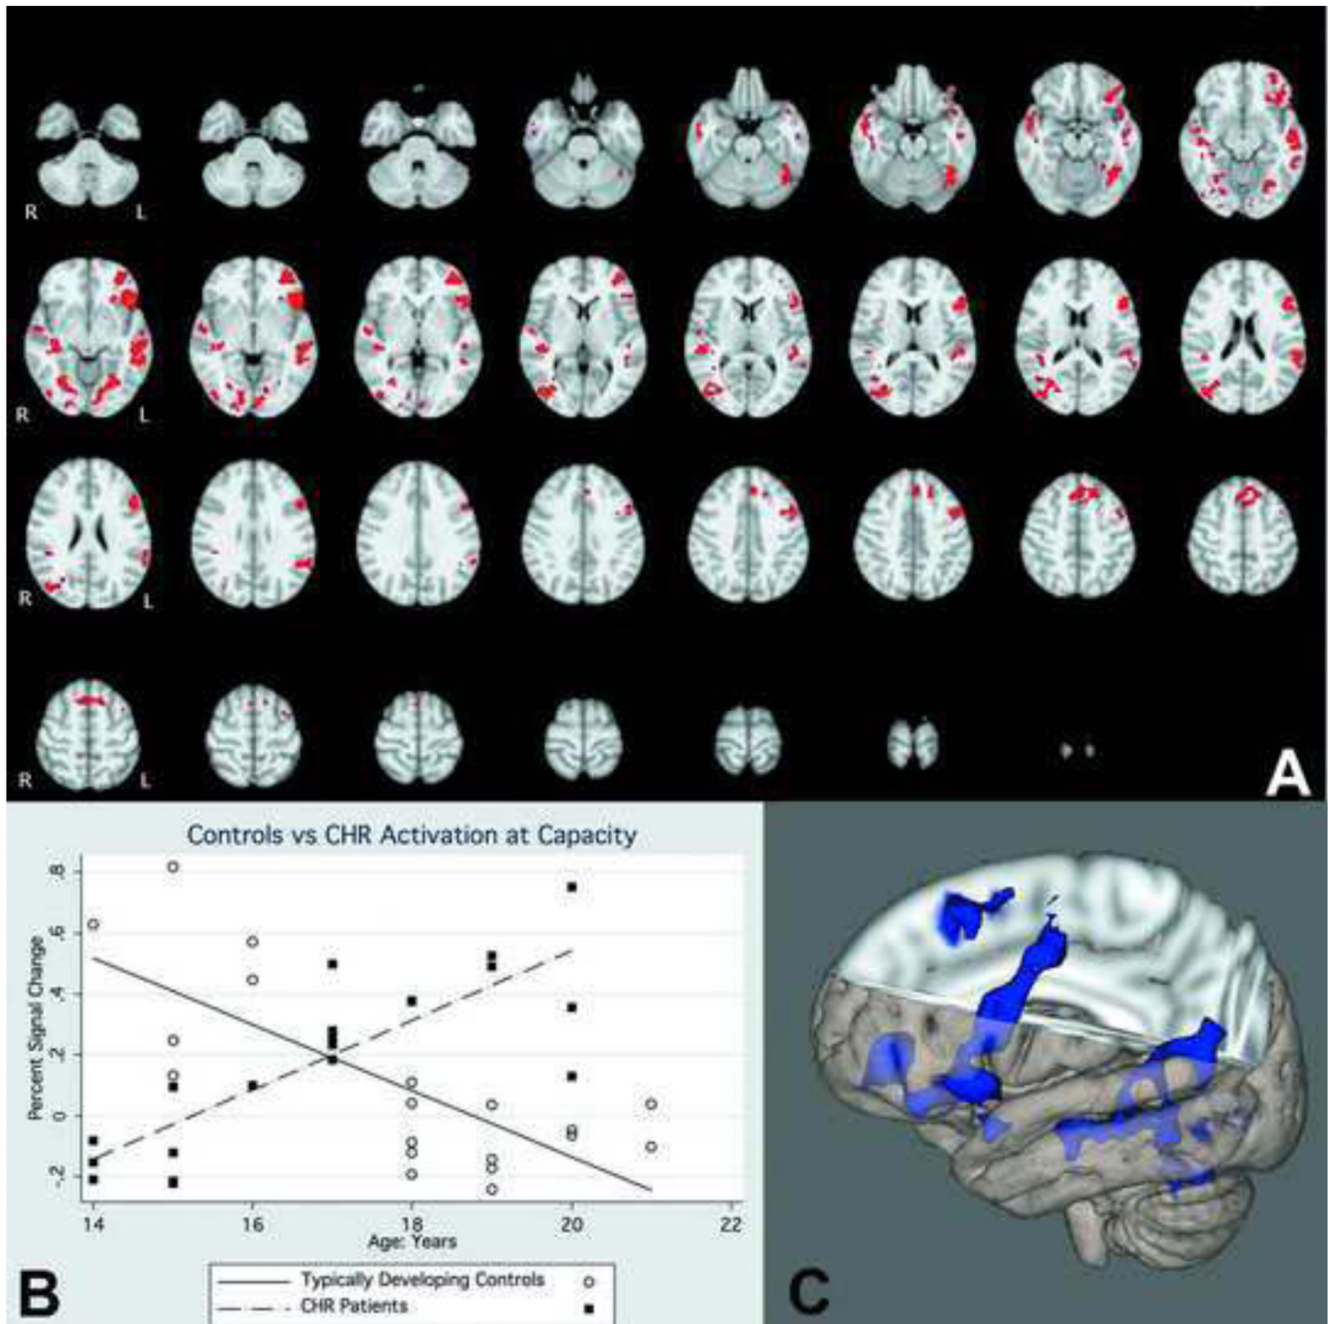 R L
R L
R L
R L
A
Controls vs CHR Activation at Capacity
Percent Signal Change
.8
.6
.4
.2
0
-.2
14 16 18 20 22
Age: Years
Typically Developing Controls
CHR Patients
B
C